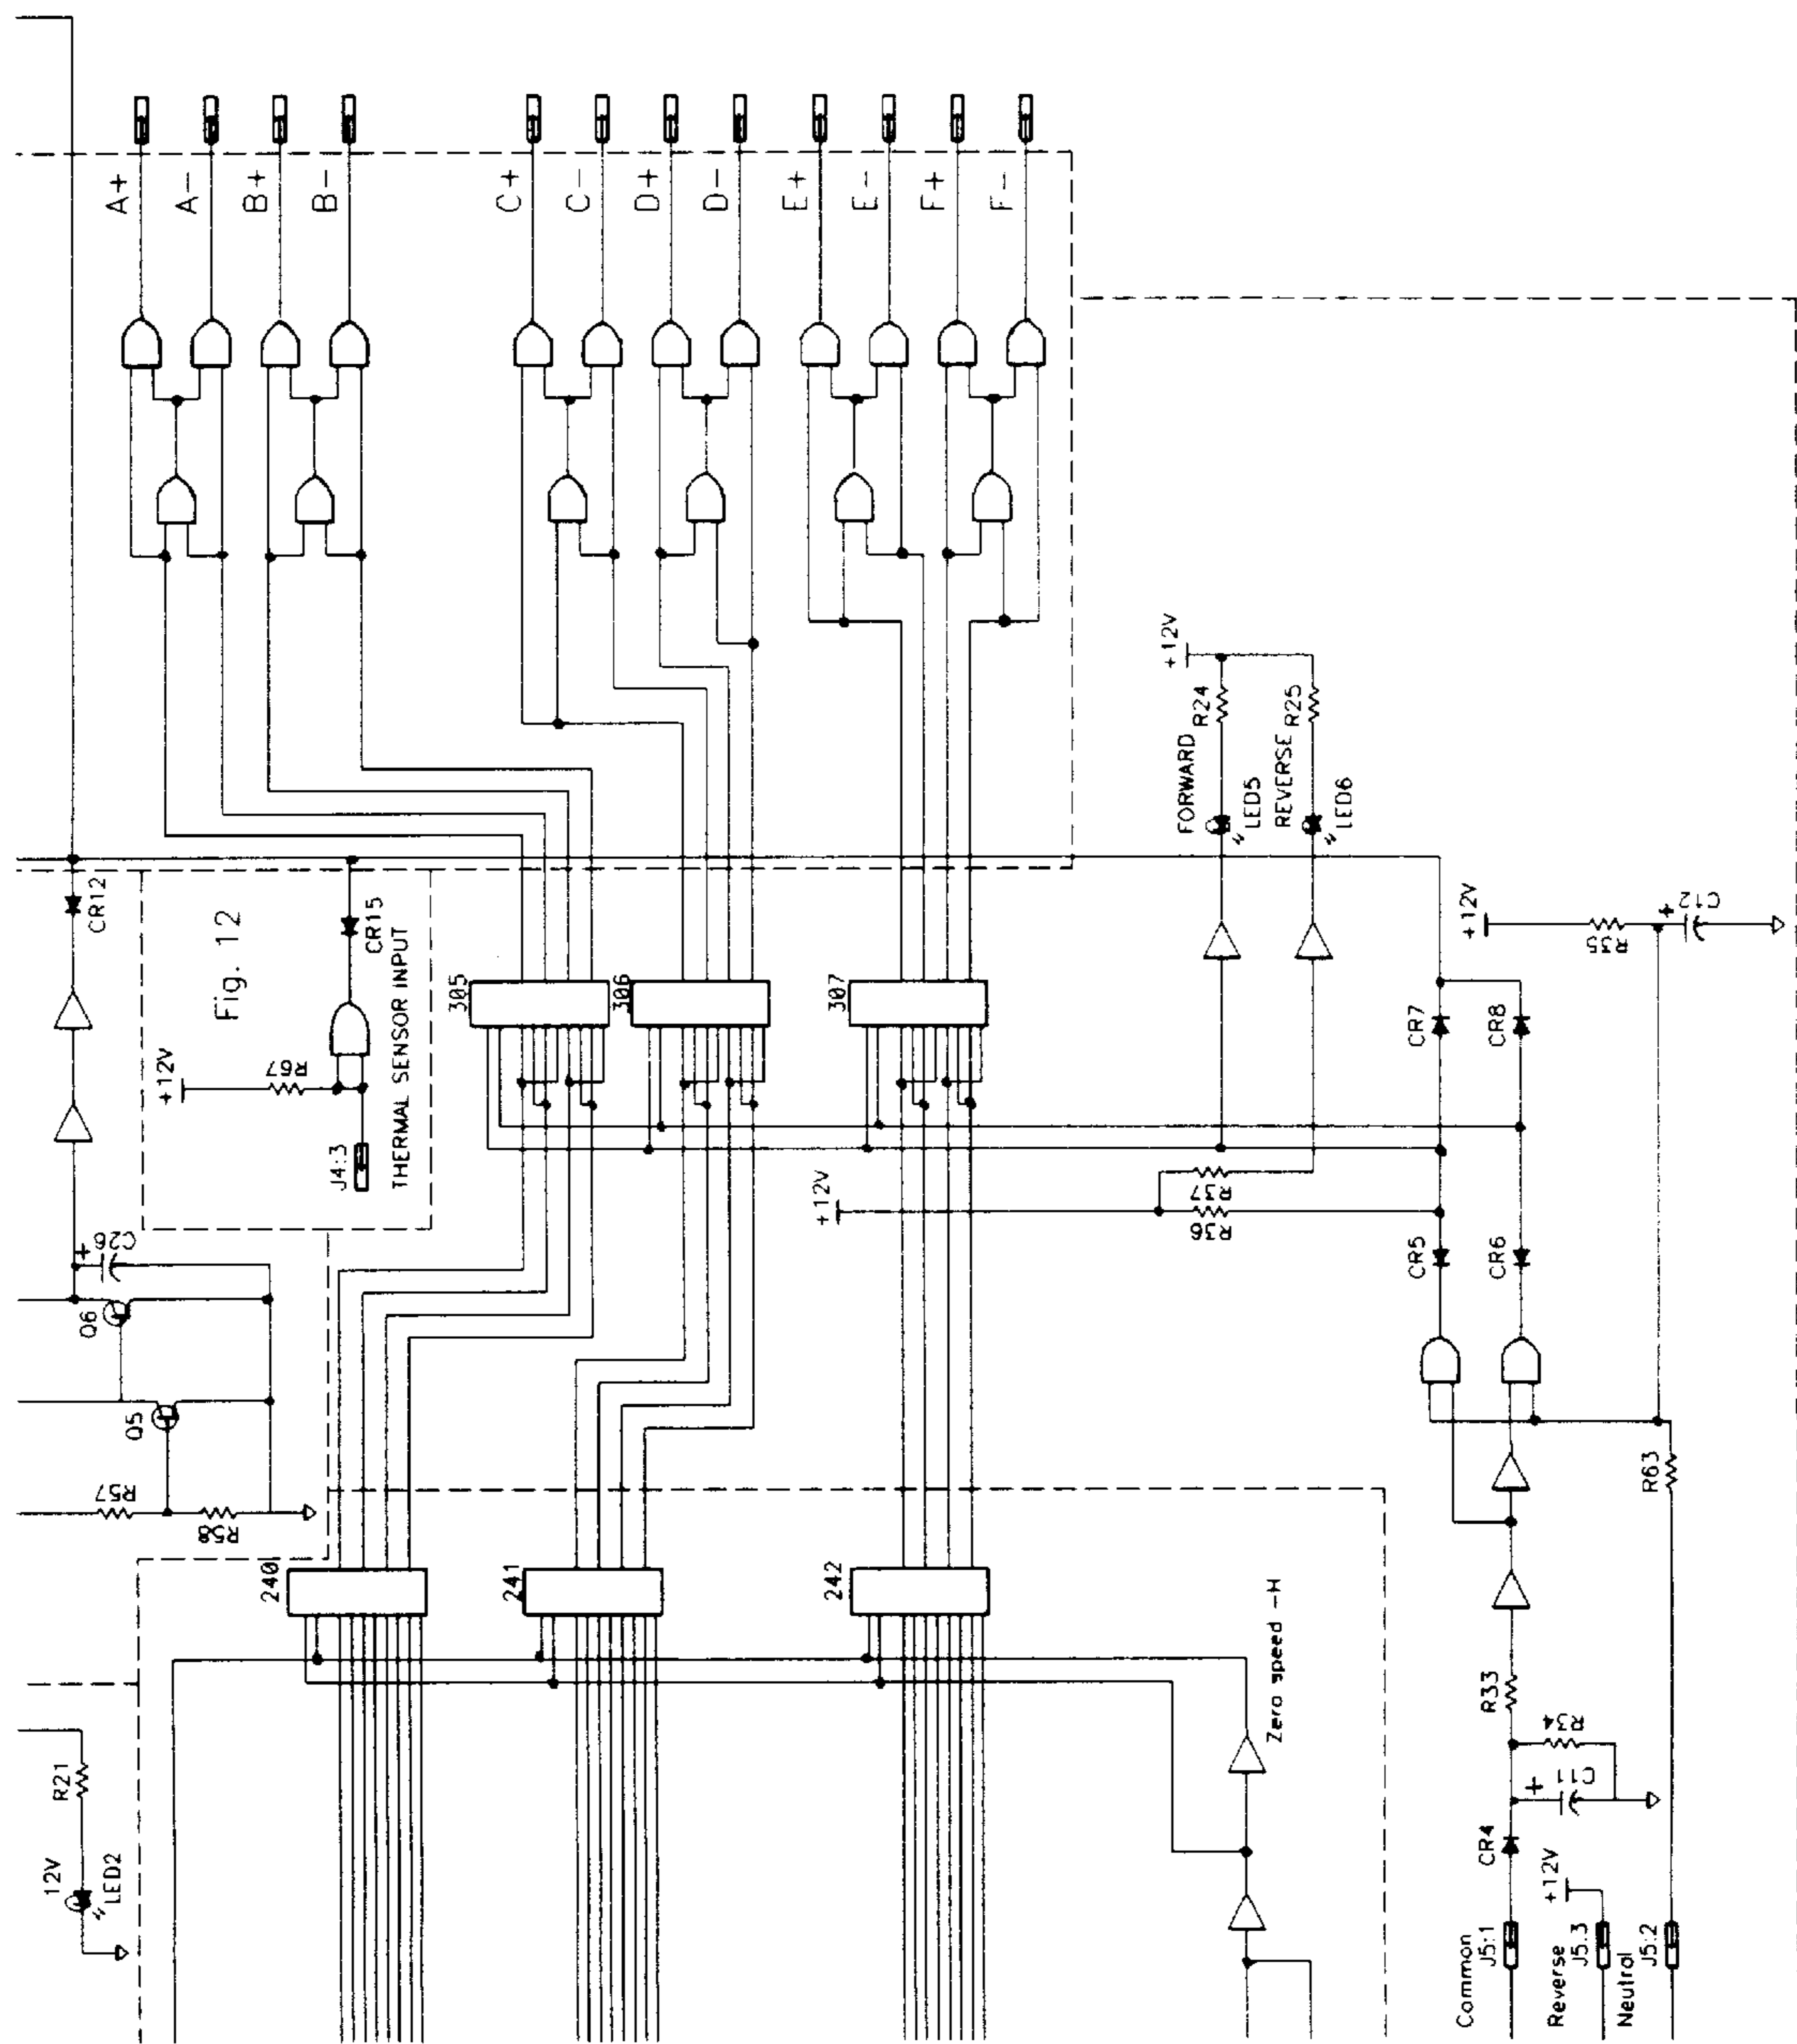 A+
A-
B+
B-
C+
C-
D+
D-
E+
E-
F+
F-
+12V
FORWARD
R24
LED5
REVERSE
R25
LED6
CR12
Fig. 12
CR15
+12V
R67
J4:3
THERMAL SENSOR INPUT
305
306
307
+12V
R35
+
C12
CR7
CR8
+12V
R37
R36
CR5
CR6
+
C26
Q6
Q5
R57
R58
240
241
242
R63
Zero speed -H
R33
R34
+
C11
CR4
R21
12V
LED2
+12V
Common
J5:1
Reverse
J5:3
Neutral
J5:2